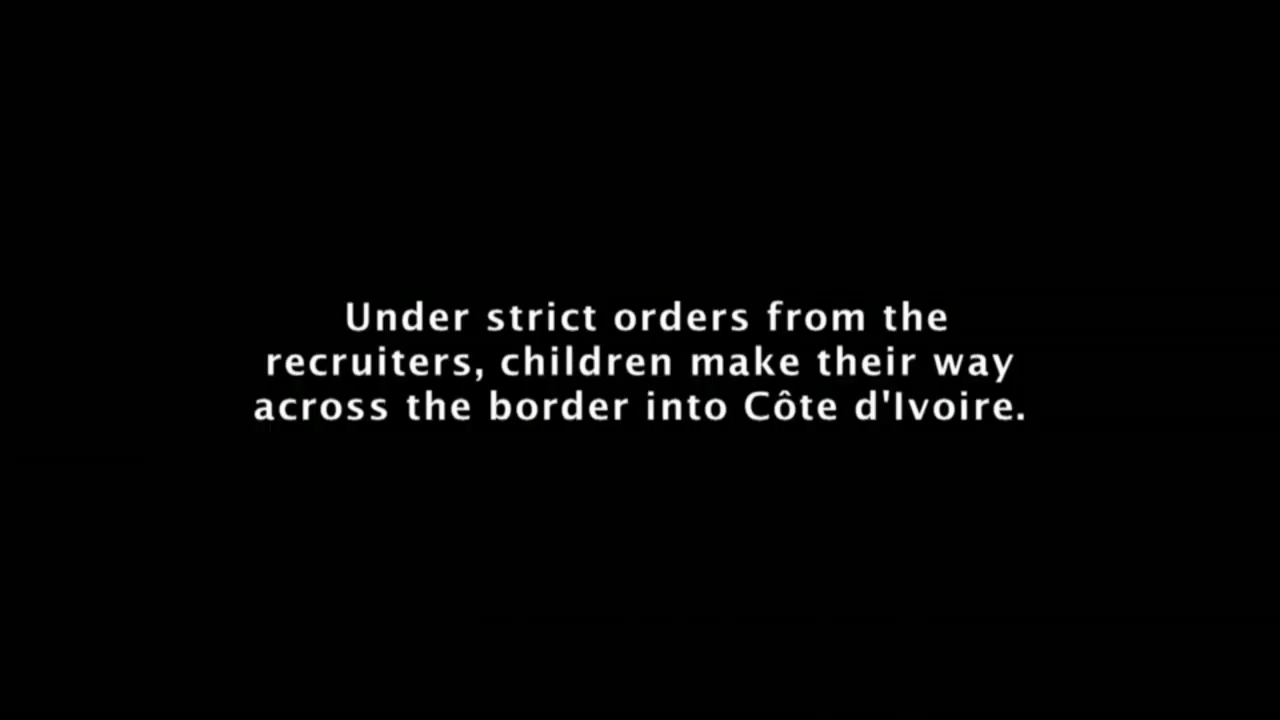 Under strict orders from the
recruiters, children make their way
across the border into Côte d'Ivoire.